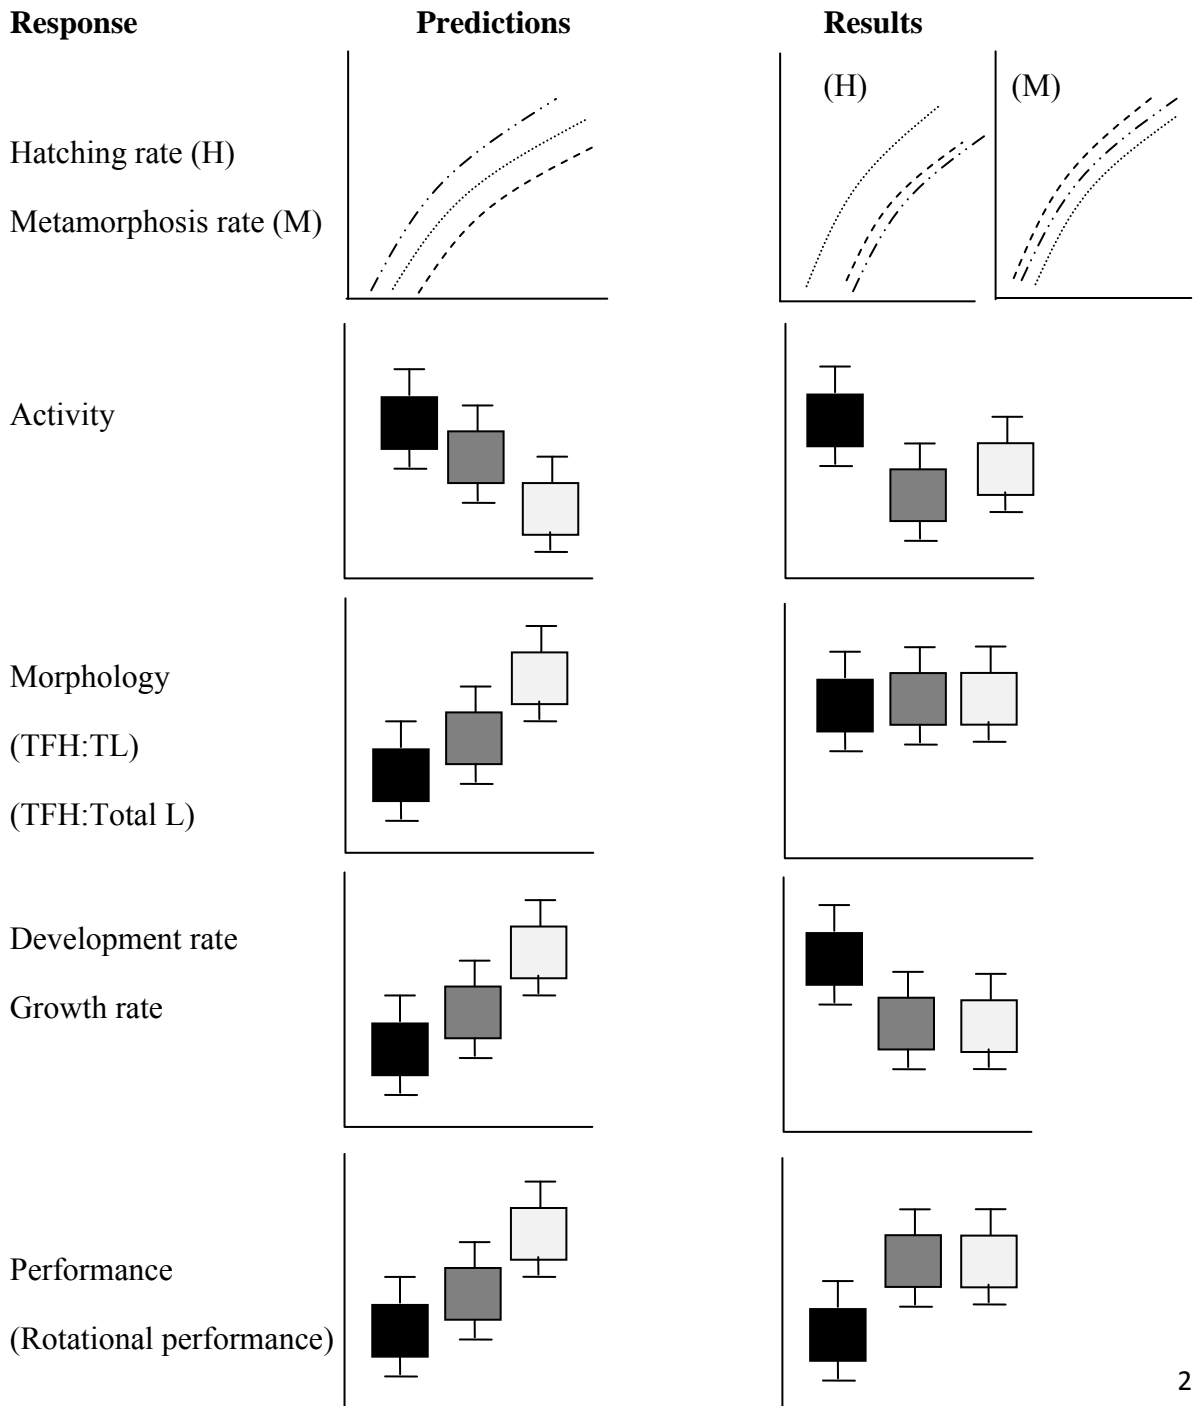 Response Predictions Results
(H) (M)
Hatching rate (H)
Metamorphosis rate (M)
Activity
Morphology
(TFH:TL)
(TFH:Total L)
Development rate
Growth rate
Performance
(Rotational performance)
2